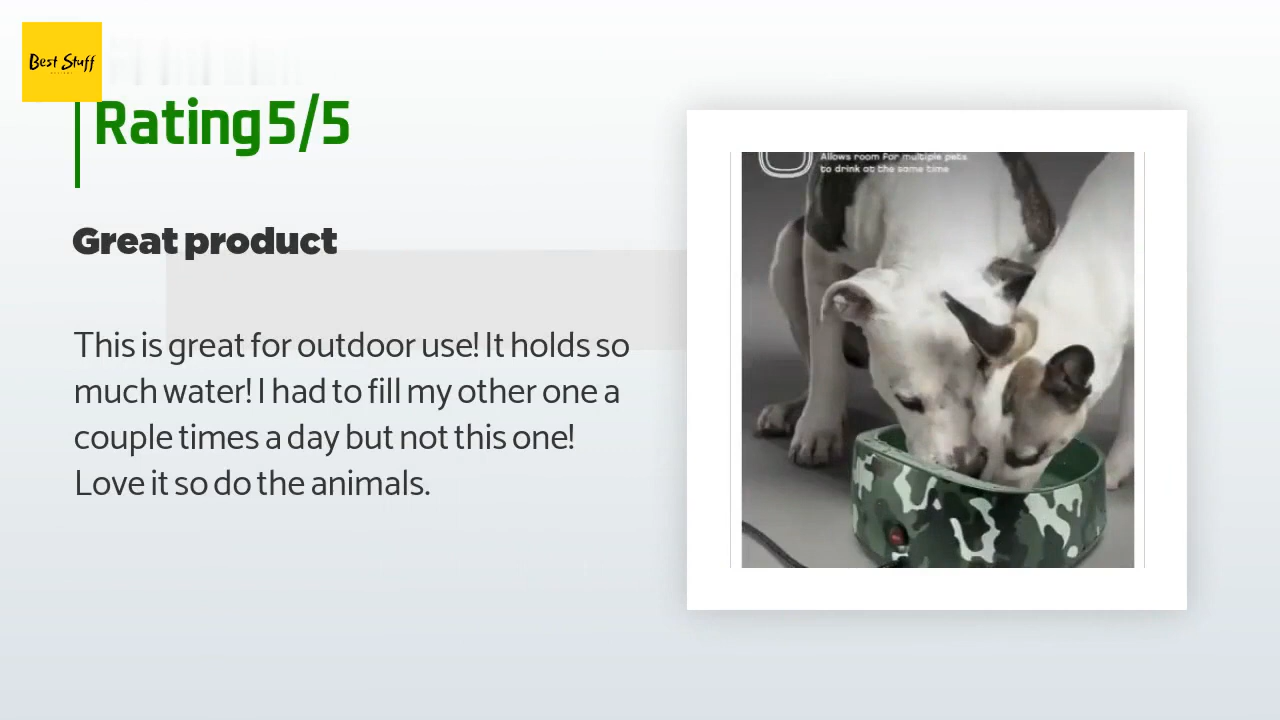 Best Stuff
Rating 5/5
Allows room for multiple pets
to drink at the same time
Great product
This is great for outdoor use! It holds so
much water! I had to fill my other one a
couple times a day but not this one!
Love it so do the animals.